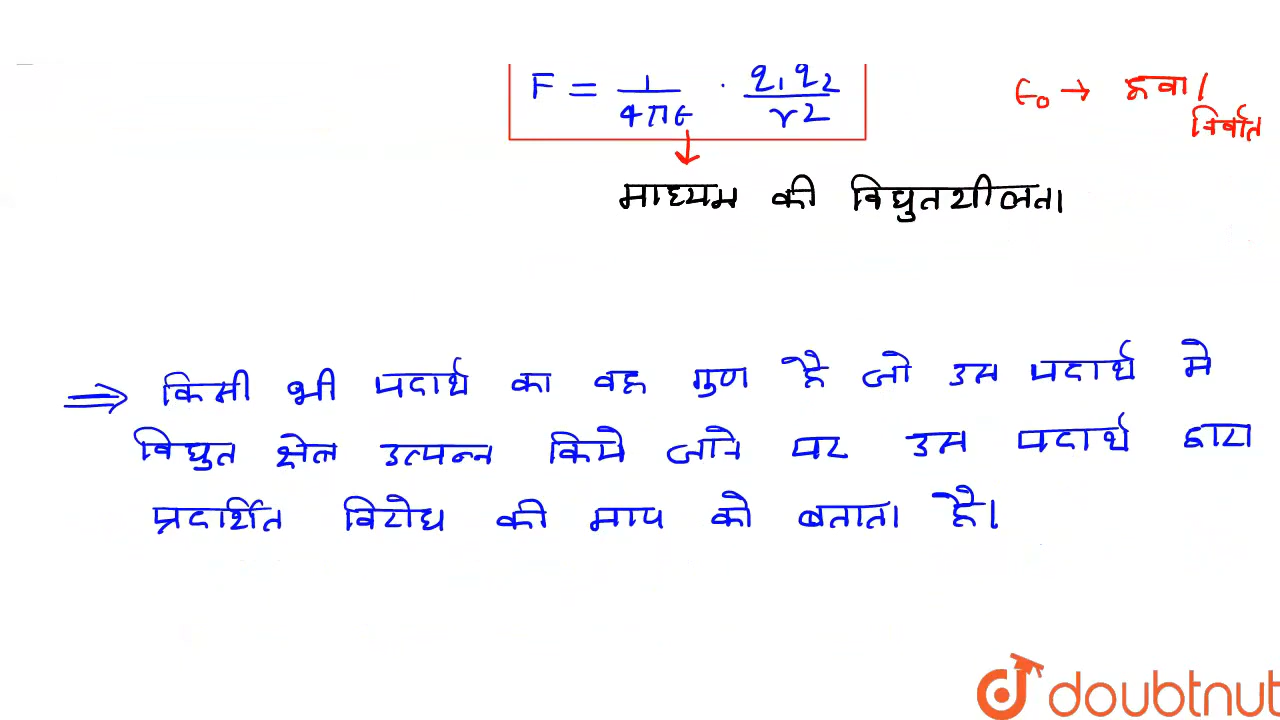 F = 1/4πε · q1q2/r2
ε0 → हवा/
निर्वात
माध्यम की विद्युतशीलता
⇒ किसी भी पदार्थ का वह गुण है जो उस पदार्थ मे
विद्युत क्षेत्र उत्पन्न किये जाने पर उस पदार्थ द्वारा
प्रदर्शित विरोध की माप को बताता है।
doubtnut